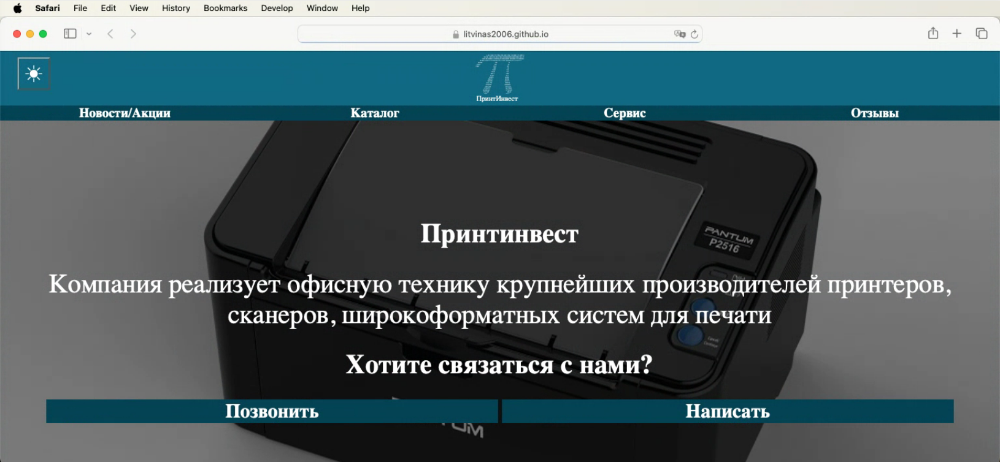 Safari File Edit View History Bookmarks Develop Window Help
litvinas2006.github.io
ПринтИнвест
Новости/Акции Каталог Сервис Отзывы
PANTUM
P2516
Принтинвест
Компания реализует офисную технику крупнейших производителей принтеров,
сканеров, широкоформатных систем для печати
Cancel
Continue
Хотите связаться с нами?
Позвонить Написать